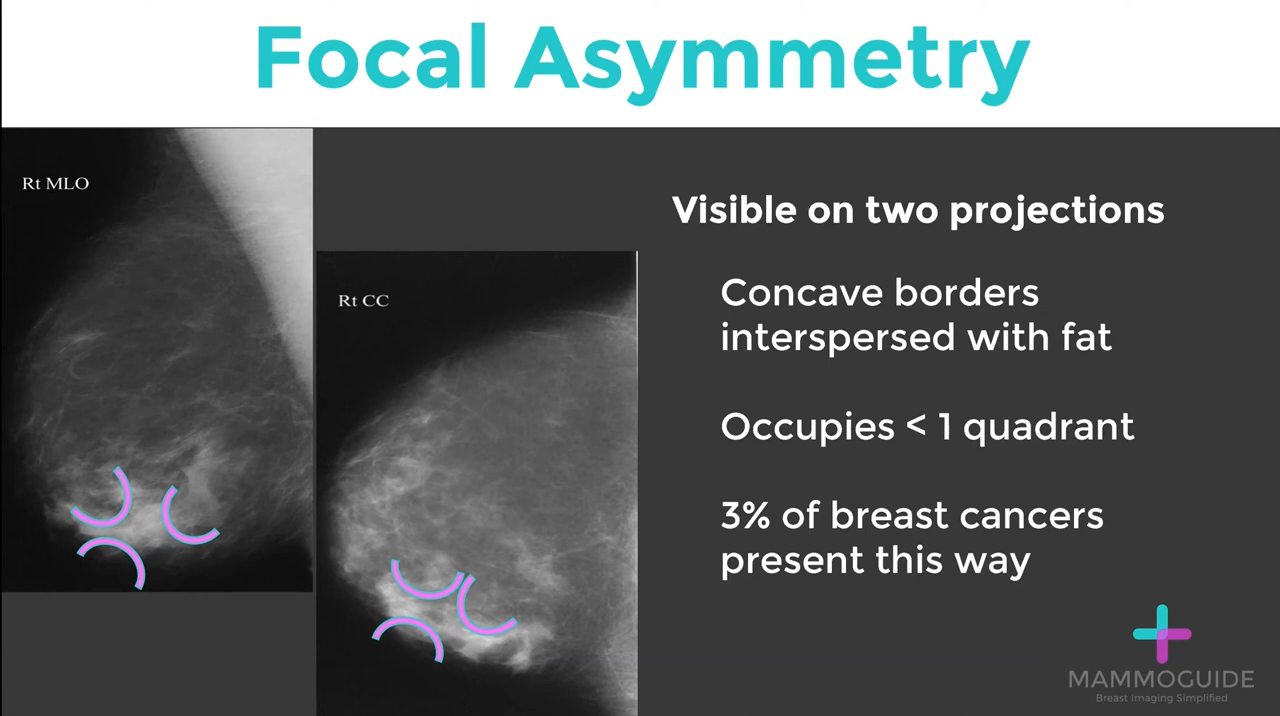 Focal Asymmetry
Rt MLO
Rt CC
Visible on two projections
Concave borders
interspersed with fat
Occupies < 1 quadrant
3% of breast cancers
present this way
MAMMOGUIDE
Breast Imaging Simplified